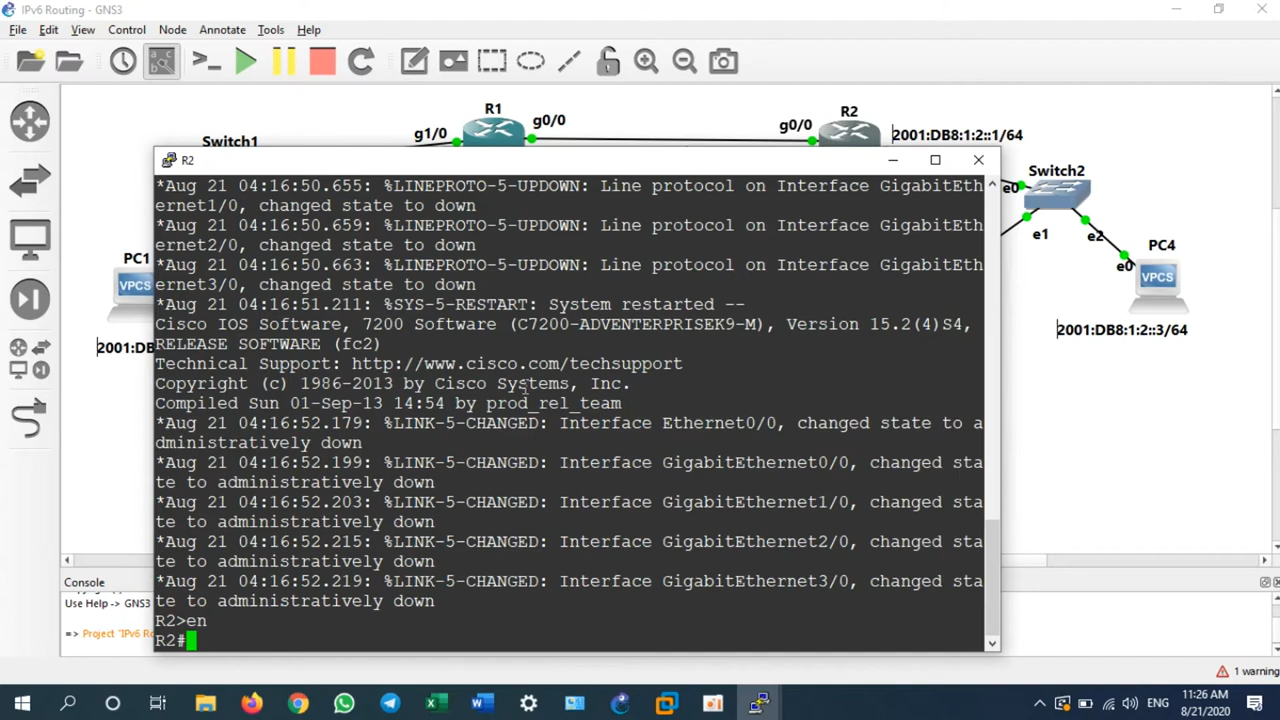 IPv6 Routing - GNS3
File Edit View Control Node Annotate Tools Help
R1
g0/0
g1/0
Switch1
g0/0
R2
2001:DB8:1:2::1/64
Switch2
e0
e1
e2
PC4
e0
VPCS
2001:DB8:1:2::3/64
PC1
VPCS
2001:DB
R2
*Aug 21 04:16:50.655: %LINEPROTO-5-UPDOWN: Line protocol on Interface GigabitEth
ernet1/0, changed state to down
*Aug 21 04:16:50.659: %LINEPROTO-5-UPDOWN: Line protocol on Interface GigabitEth
ernet2/0, changed state to down
*Aug 21 04:16:50.663: %LINEPROTO-5-UPDOWN: Line protocol on Interface GigabitEth
ernet3/0, changed state to down
*Aug 21 04:16:51.211: %SYS-5-RESTART: System restarted --
Cisco IOS Software, 7200 Software (C7200-ADVENTERPRISEK9-M), Version 15.2(4)S4,
RELEASE SOFTWARE (fc2)
Technical Support: http://www.cisco.com/techsupport
Copyright (c) 1986-2013 by Cisco Systems, Inc.
Compiled Sun 01-Sep-13 14:54 by prod_rel_team
*Aug 21 04:16:52.179: %LINK-5-CHANGED: Interface Ethernet0/0, changed state to a
dministratively down
*Aug 21 04:16:52.199: %LINK-5-CHANGED: Interface GigabitEthernet0/0, changed sta
te to administratively down
*Aug 21 04:16:52.203: %LINK-5-CHANGED: Interface GigabitEthernet1/0, changed sta
te to administratively down
*Aug 21 04:16:52.215: %LINK-5-CHANGED: Interface GigabitEthernet2/0, changed sta
te to administratively down
*Aug 21 04:16:52.219: %LINK-5-CHANGED: Interface GigabitEthernet3/0, changed sta
te to administratively down
R2>en
R2#
Console
Use Help -> GNS3
=> Project 'IPv6 Ro
1 warning
ENG
11:26 AM
8/21/2020